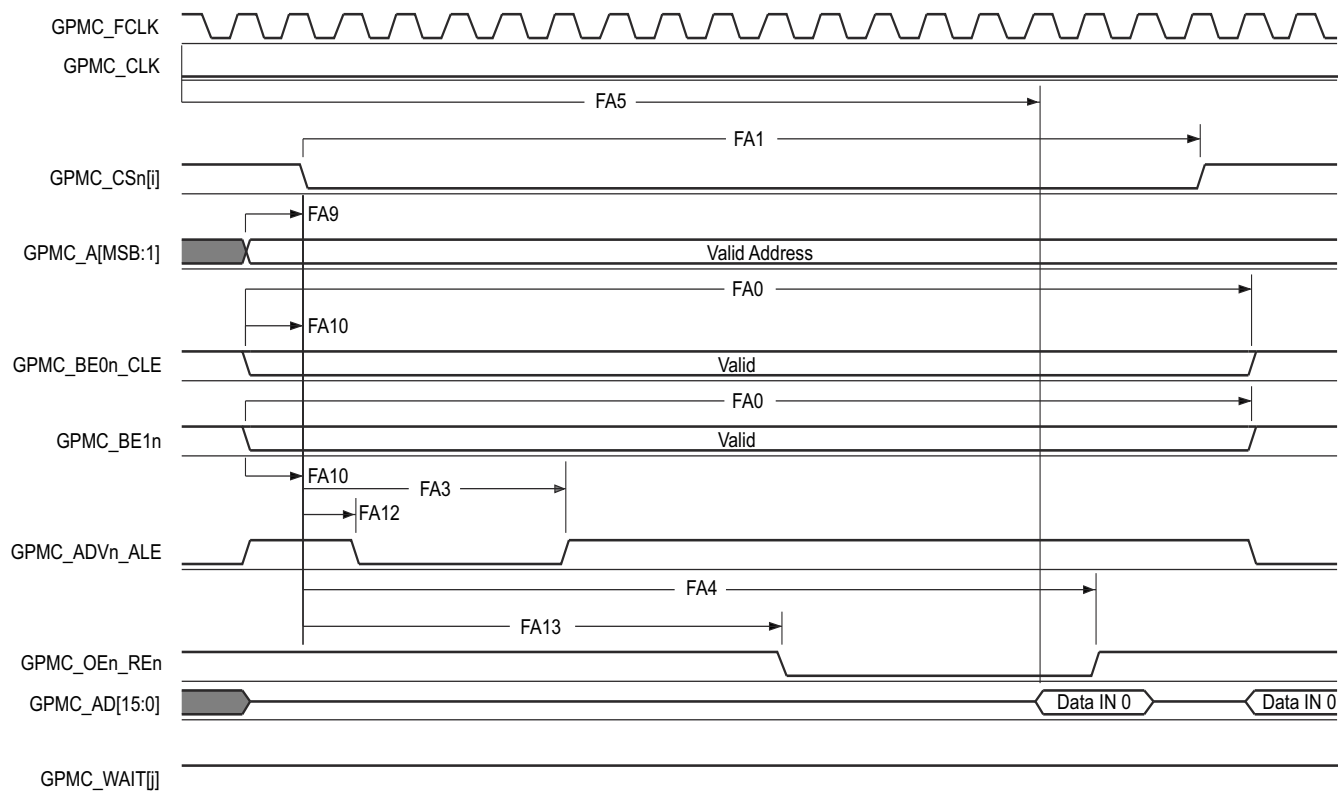 GPMC_FCLK
GPMC_CLK
FA5
FA1
GPMC_CSn[i]
FA9
GPMC_A[MSB:1]
Valid Address
FA0
FA10
GPMC_BE0n_CLE
Valid
FA0
GPMC_BE1n
Valid
FA10
FA3
FA12
GPMC_ADVn_ALE
FA4
FA13
GPMC_OEn_REn
GPMC_AD[15:0]
Data IN 0
Data IN 0
GPMC_WAIT[j]